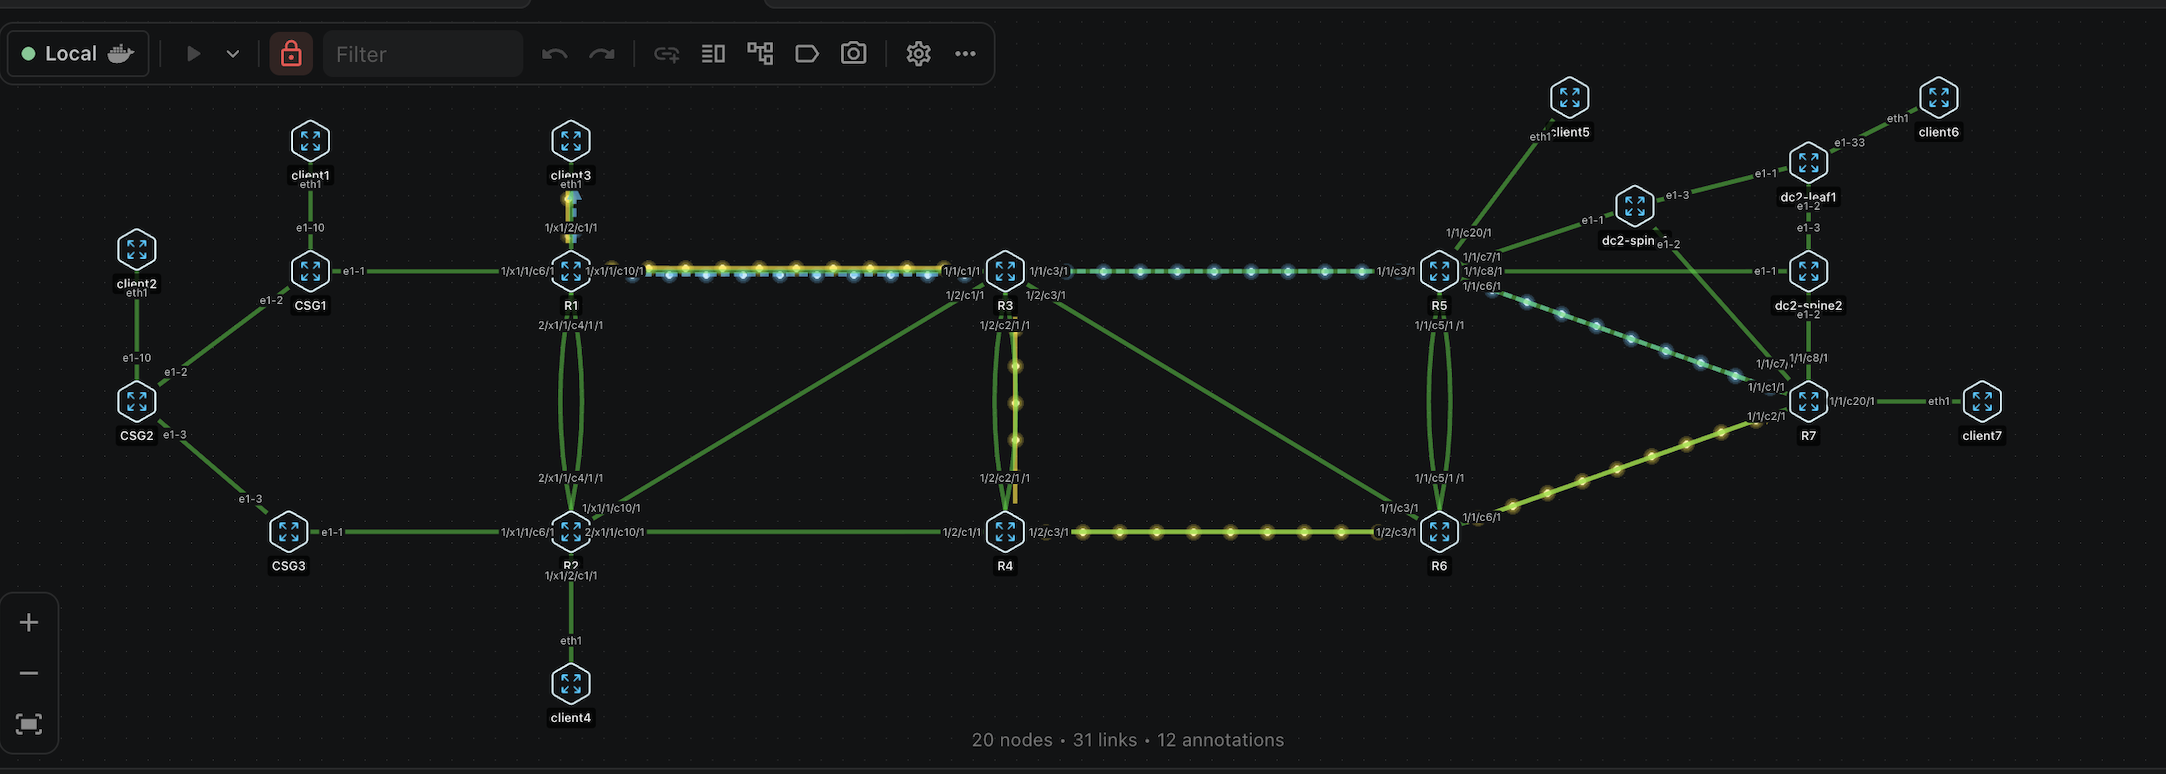 Local
Filter
client5
eth1
client6
eth1
e1-33
client1
eth1
client3
eth1
e1-1
dc2-leaf1
e1-2
e1-3
e1-10
1/x1/2/c1/1
1/1/c20/1
e1-1
e1-3
client2
eth1
dc2-spin
e1-2
1/1/c7/1
e1-1
1/x1/1/c6/1
1/x1/1/c10/1
1/1/c1/1
1/1/c3/1
1/1/c3/1
1/1/c8/1
e1-1
CSG1
e1-2
R1
1/2/c1/1
R3
1/2/c3/1
R5
1/1/c6/1
dc2-spine2
e1-2
2/x1/1/c4/1/1
1/2/c2/1/1
1/1/c5/1/1
e1-10
e1-2
1/1/c7/
1/1/c8/1
1/1/c1/1
CSG2
e1-3
1/1/c2/1
1/1/c20/1
eth1
R7
client7
2/x1/1/c4/1/1
1/2/c2/1/1
1/1/c5/1/1
e1-3
1/x1/1/c10/1
1/1/c3/1
1/1/c6/1
e1-1
1/x1/1/c6/1
2/x1/1/c10/1
1/2/c1/1
1/2/c3/1
1/2/c3/1
CSG3
R2
1/x1/2/c1/1
R4
R6
eth1
client4
20 nodes • 31 links • 12 annotations